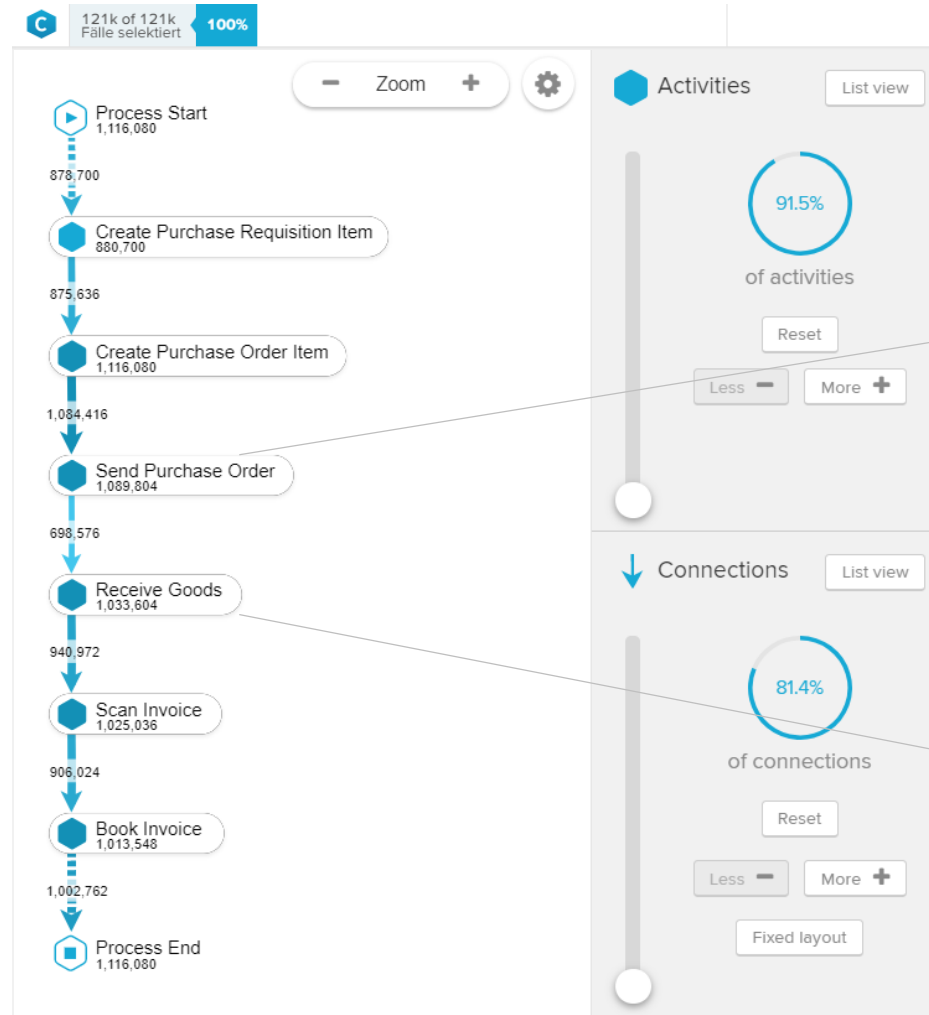 C
121k of 121k
Fälle selektiert
100%
Zoom
Process Start
1,116,080
878,700
Create Purchase Requisition Item
880,700
875,636
Create Purchase Order Item
1,116,080
1,084,416
Send Purchase Order
1,089,804
698,576
Receive Goods
1,033,604
940,972
Scan Invoice
1,025,036
906,024
Book Invoice
1,013,548
1,002,762
Process End
1,116,080
Activities
List view
91.5%
of activities
Reset
Less −
More +
Connections
List view
81.4%
of connections
Reset
Less −
More +
Fixed layout